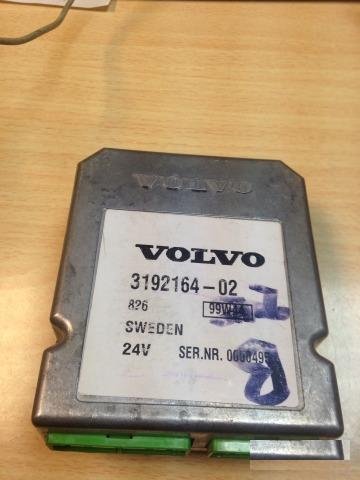 VOLVO
VOLVO
3192164-02
826
SWEDEN
24V SER.NR.